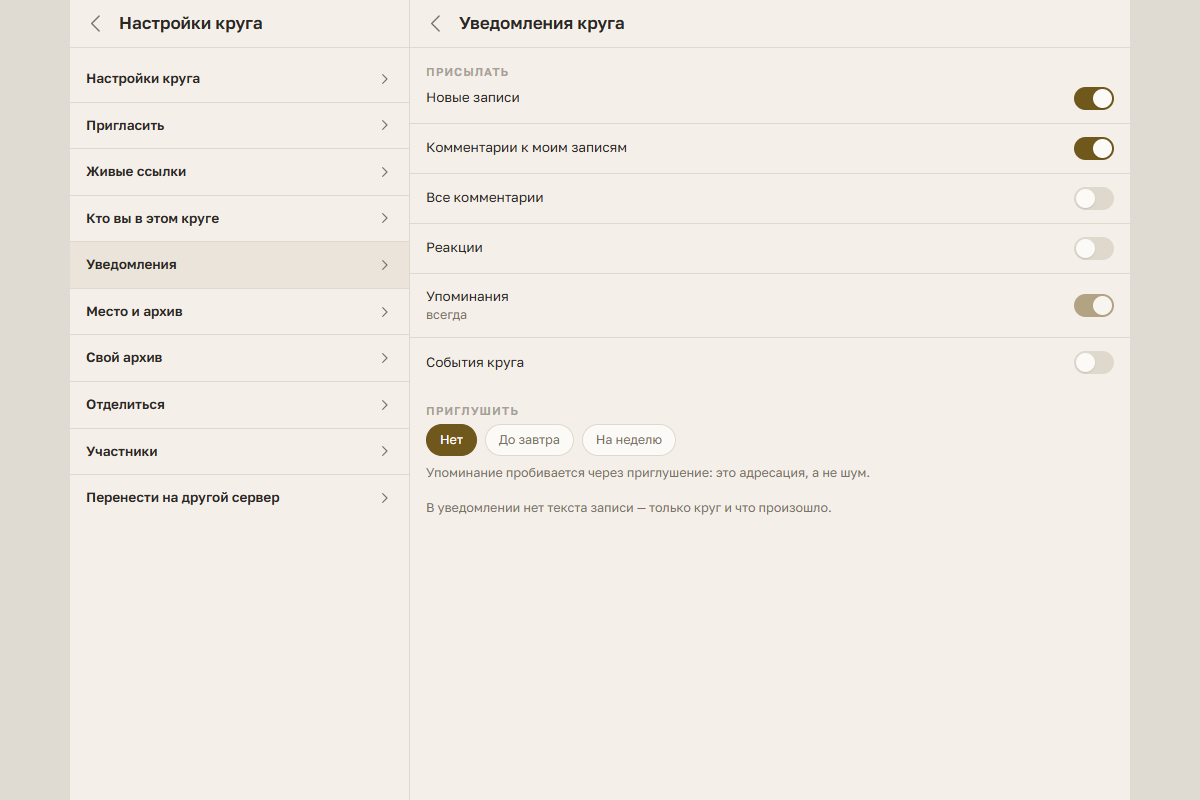 Настройки круга
Настройки круга
Пригласить
Живые ссылки
Кто вы в этом круге
Уведомления
Место и архив
Свой архив
Отделиться
Участники
Перенести на другой сервер
Уведомления круга
ПРИСЫЛАТЬ
Новые записи
Комментарии к моим записям
Все комментарии
Реакции
Упоминания
всегда
События круга
ПРИГЛУШИТЬ
Нет
До завтра
На неделю
Упоминание пробивается через приглушение: это адресация, а не шум.
В уведомлении нет текста записи — только круг и что произошло.